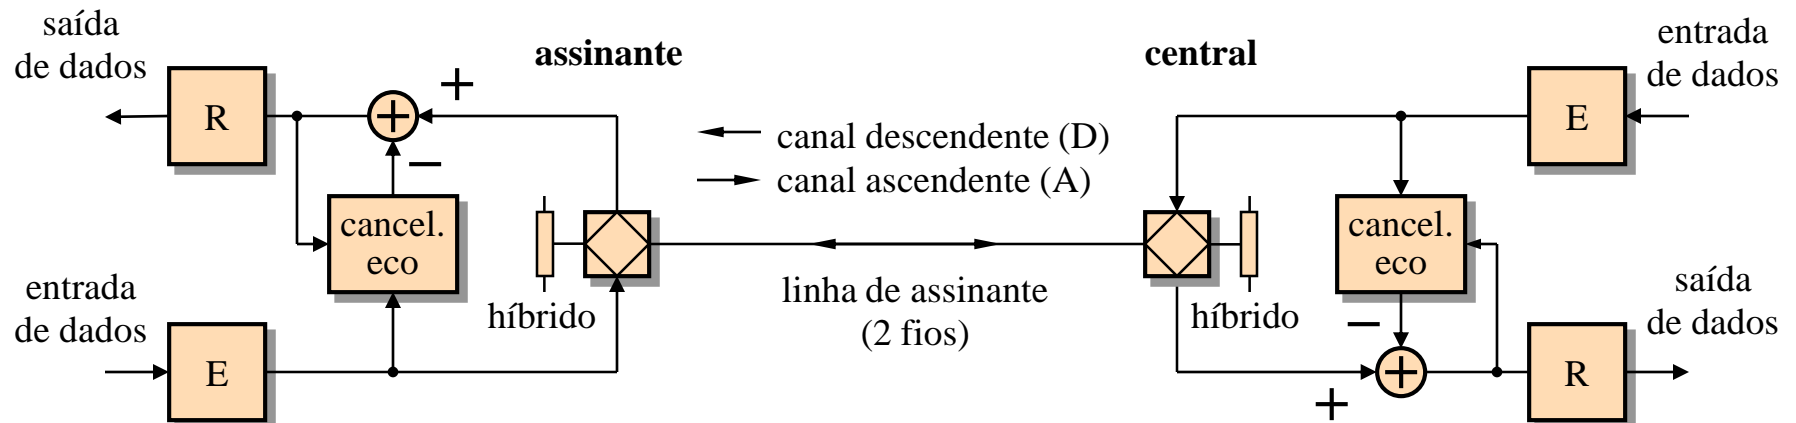 saída
de dados
R
+
+
−
assinante
cancel.
eco
híbrido
entrada
de dados
E
canal descendente (D)
canal ascendente (A)
linha de assinante
(2 fios)
central
entrada
de dados
E
cancel.
eco
híbrido
−
+
+
saída
de dados
R